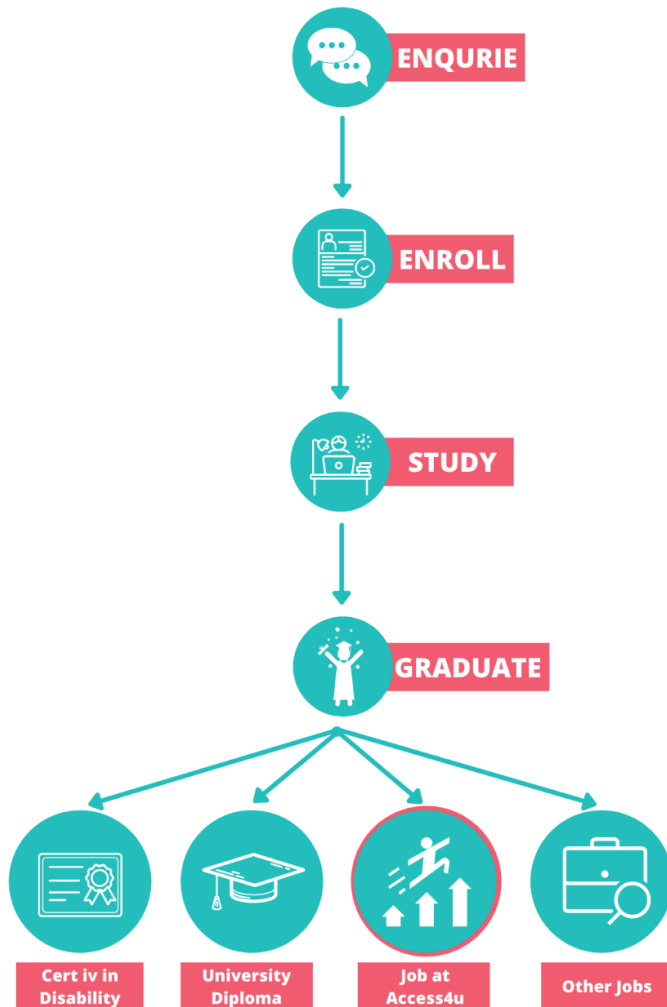 ENQURIE
ENROLL
STUDY
GRADUATE
Cert iv in
Disability
University
Diploma
Job at
Access4u
Other Jobs